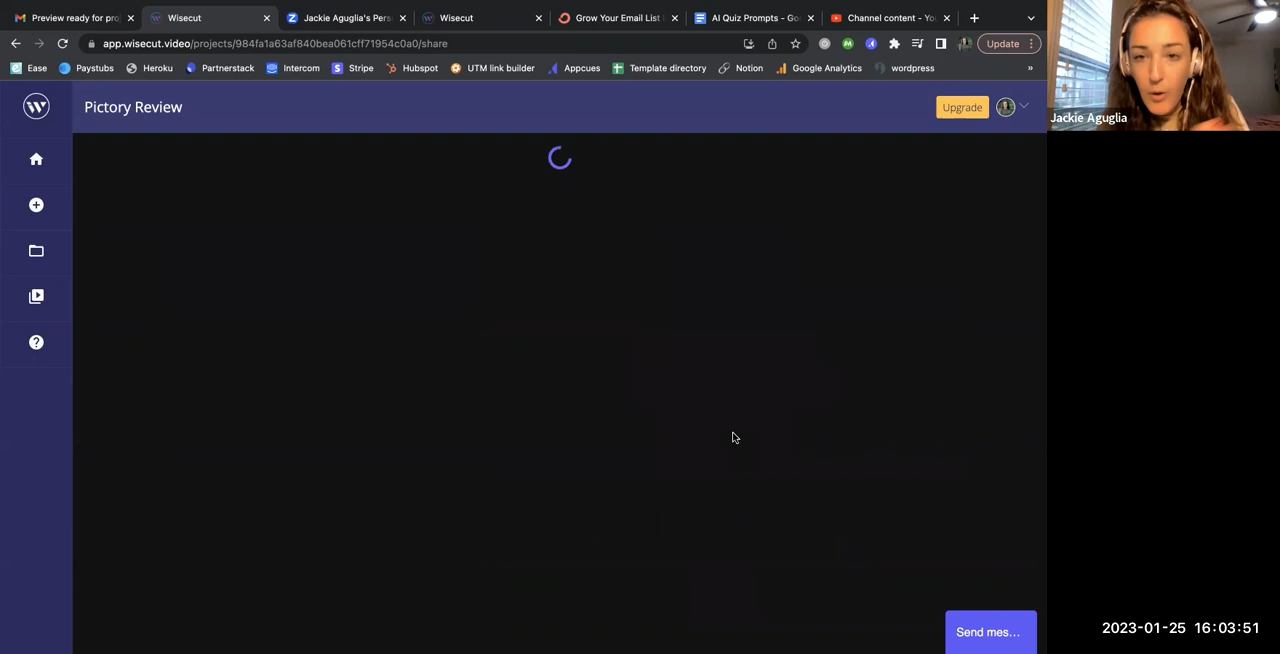 Preview ready for pro
Wisecut
Jackie Aguglia's Pers
Wisecut
Grow Your Email List
AI Quiz Prompts - Go
Channel content - Yo
app.wisecut.video/projects/984fa1a63af840bea061cff71954c0a0/share
Update
Ease
Paystubs
Heroku
Partnerstack
Intercom
Stripe
Hubspot
UTM link builder
Appcues
Template directory
Notion
Google Analytics
wordpress
»
Pictory Review
Upgrade
Jackie Aguglia
Send mes...
2023-01-25 16:03:51